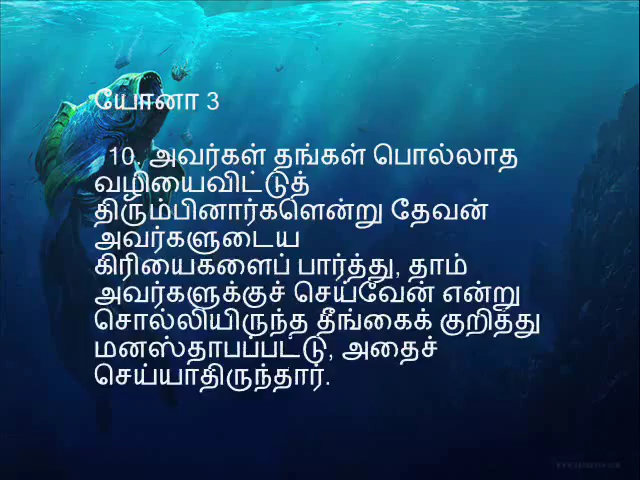 யோனா 3
10. அவர்கள் தங்கள் பொல்லாத
வழியைவிட்டுத்
திரும்பினார்களென்று தேவன்
அவர்களுடைய
கிரியைகளைப் பார்த்து, தாம்
அவர்களுக்குச் செய்வேன் என்று
சொல்லியிருந்த தீங்கைக் குறித்து
மனஸ்தாபப்பட்டு, அதைச்
செய்யாதிருந்தார்.